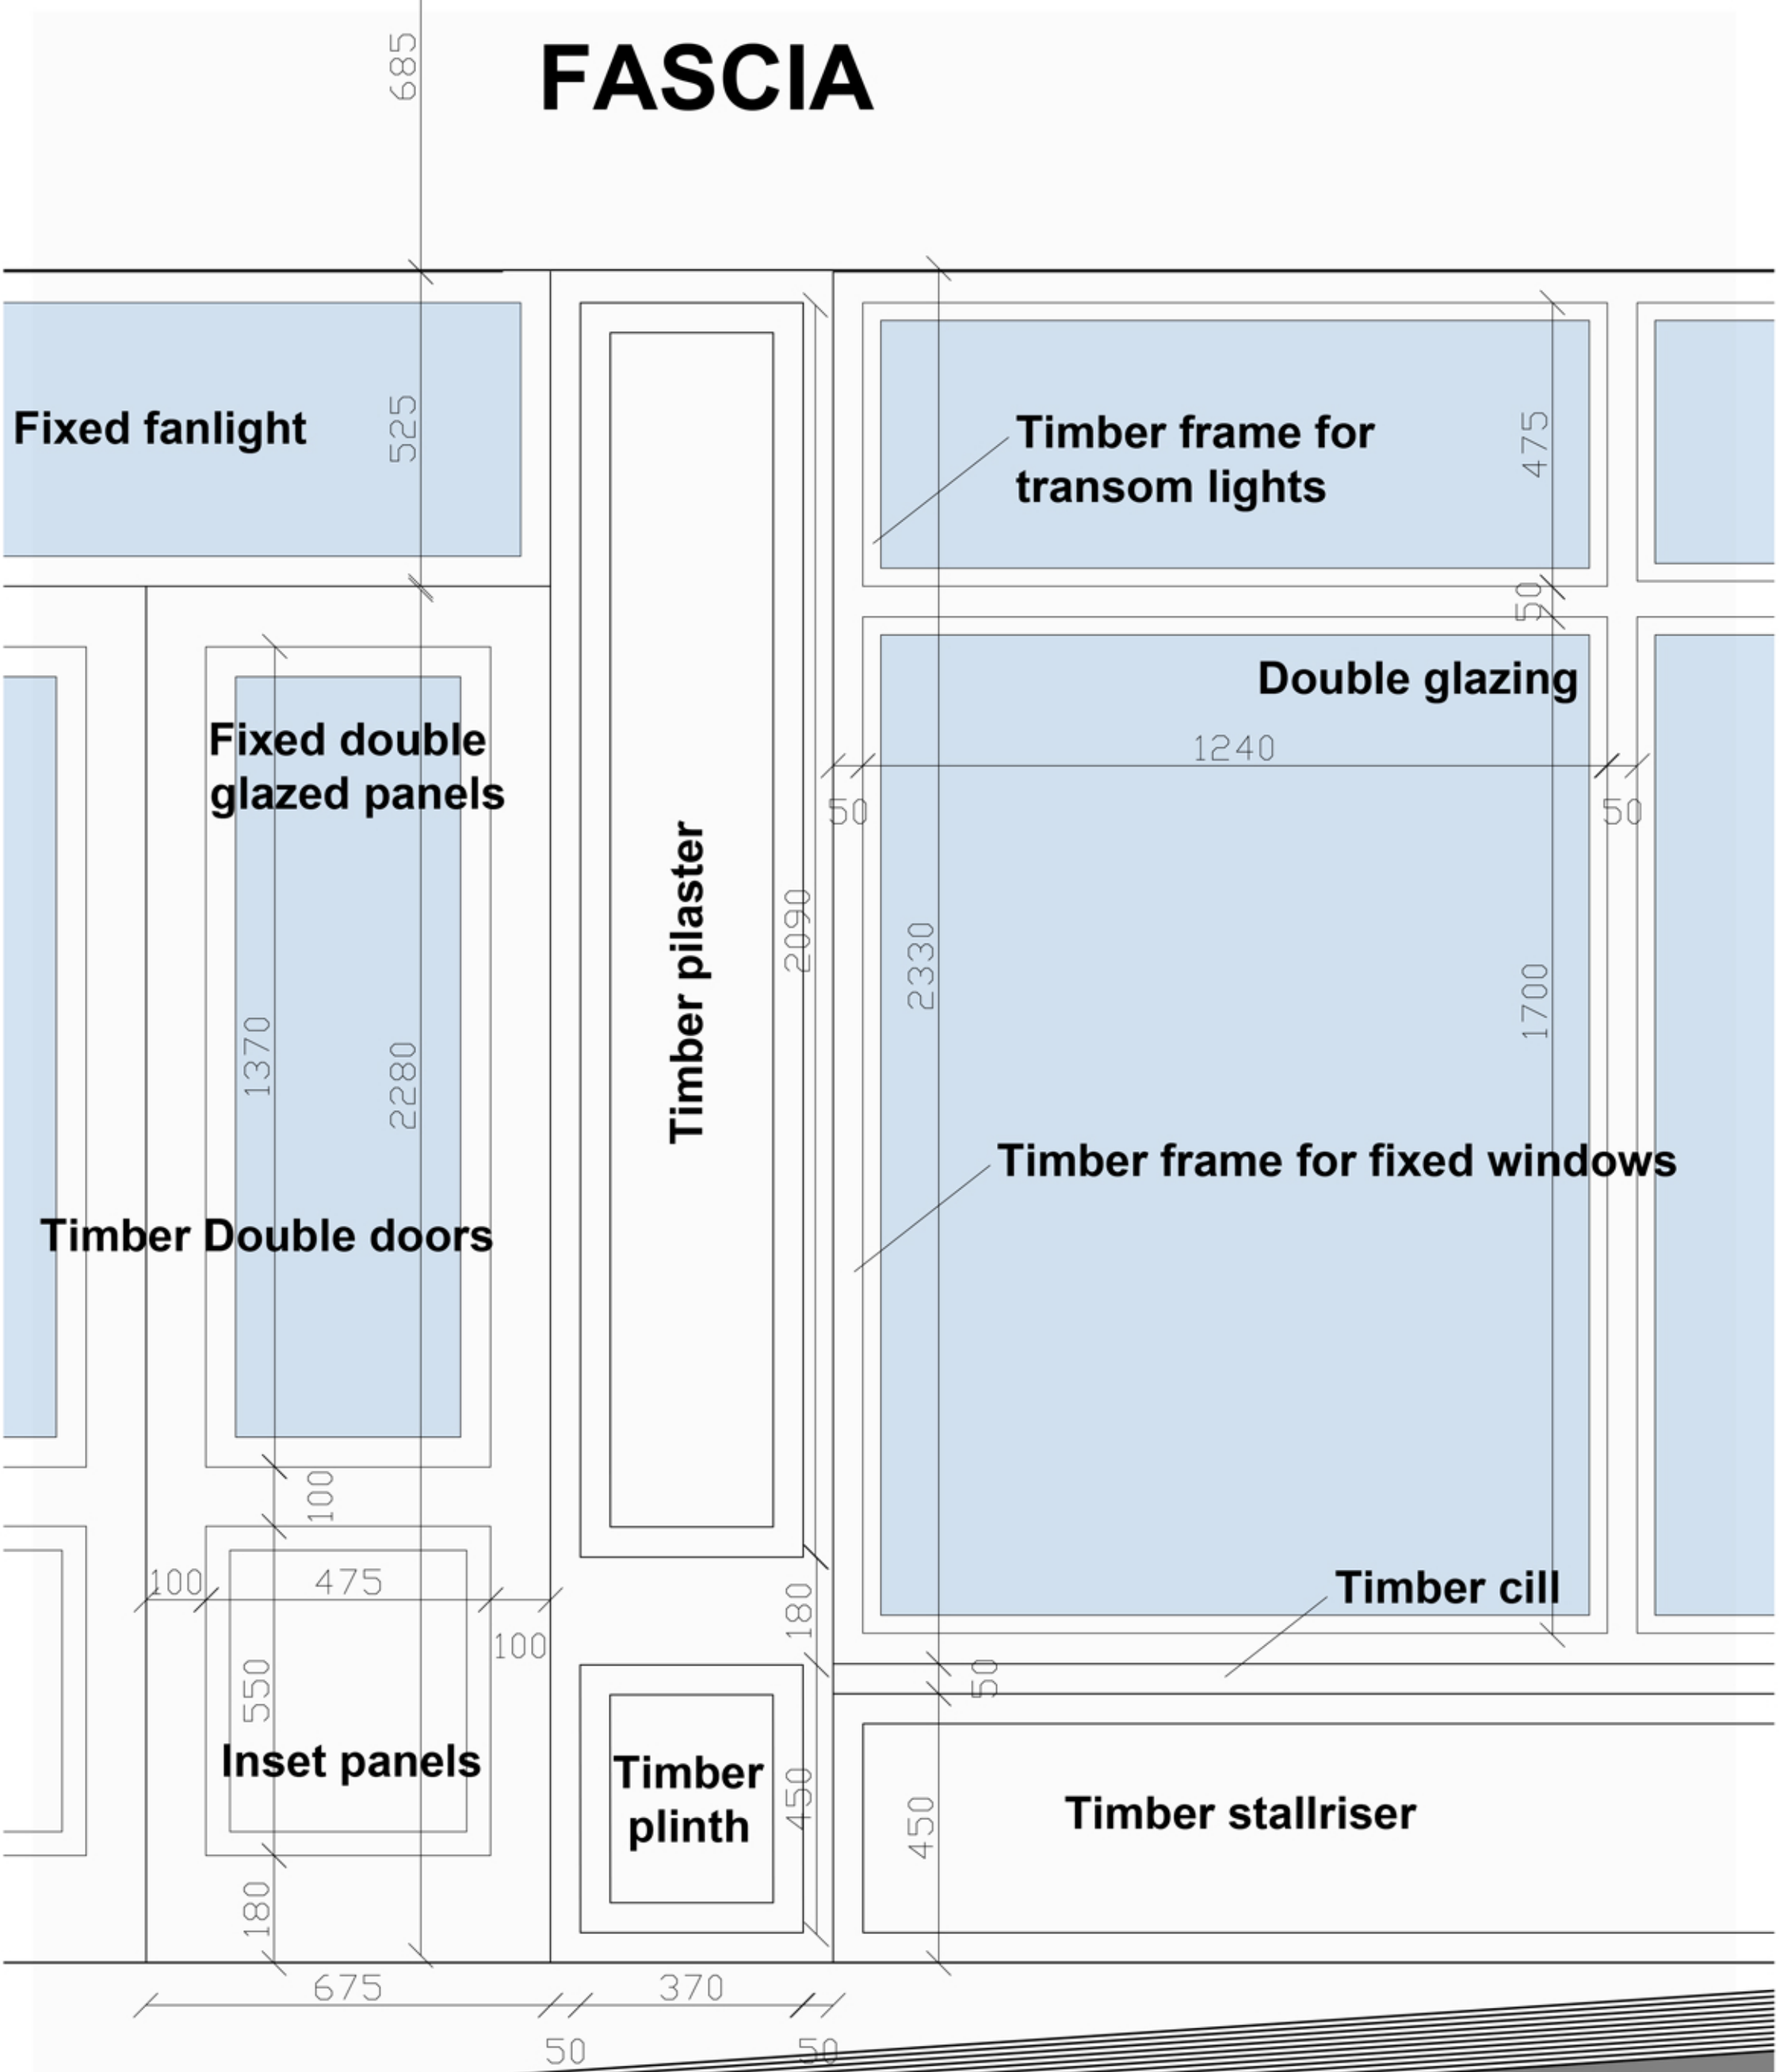 685
FASCIA
Fixed fanlight
525
Timber frame for
transom lights
475
50
Double glazing
Fixed double
glazed panels
1240
50
50
Timber pilaster
2090
2330
1700
1370
2280
Timber frame for fixed windows
Timber Double doors
100
100
475
100
180
Timber cill
50
550
Inset panels
Timber
plinth
450
450
Timber stallriser
180
675
370
50
50